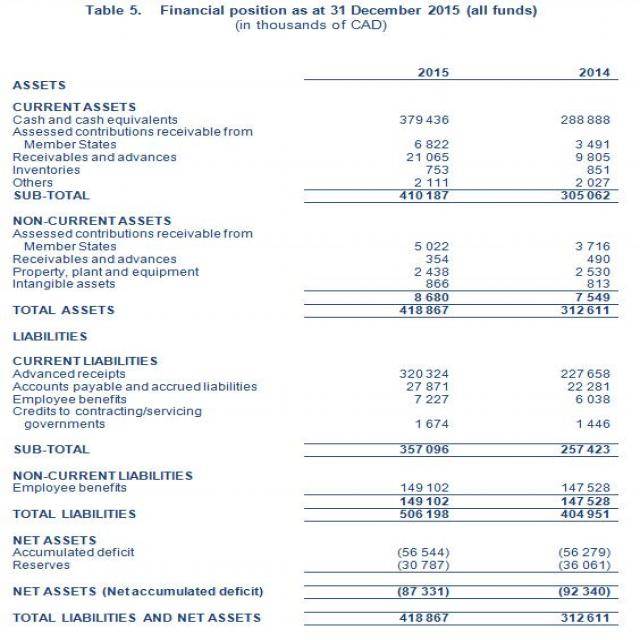 Table 5. Financial position as at 31 December 2015 (all funds)
(in thousands of CAD)
2015 2014
ASSETS
CURRENT ASSETS
Cash and cash equivalents 379 436 288 888
Assessed contributions receivable from
Member States 6 822 3 491
Receivables and advances 21 065 9 805
Inventories 753 851
Others 2 111 2 027
SUB-TOTAL 410 187 305 062
NON-CURRENT ASSETS
Assessed contributions receivable from
Member States 5 022 3 716
Receivables and advances 354 490
Property, plant and equipment 2 438 2 530
Intangible assets 866 813
8 680 7 549
TOTAL ASSETS 418 867 312 611
LIABILITIES
CURRENT LIABILITIES
Advanced receipts 320 324 227 658
Accounts payable and accrued liabilities 27 871 22 281
Employee benefits 7 227 6 038
Credits to contracting/servicing
governments 1 674 1 446
SUB-TOTAL 357 096 257 423
NON-CURRENT LIABILITIES
Employee benefits 149 102 147 528
149 102 147 528
TOTAL LIABILITIES 506 198 404 951
NET ASSETS
Accumulated deficit (56 544) (56 279)
Reserves (30 787) (36 061)
NET ASSETS (Net accumulated deficit) (87 331) (92 340)
TOTAL LIABILITIES AND NET ASSETS 418 867 312 611